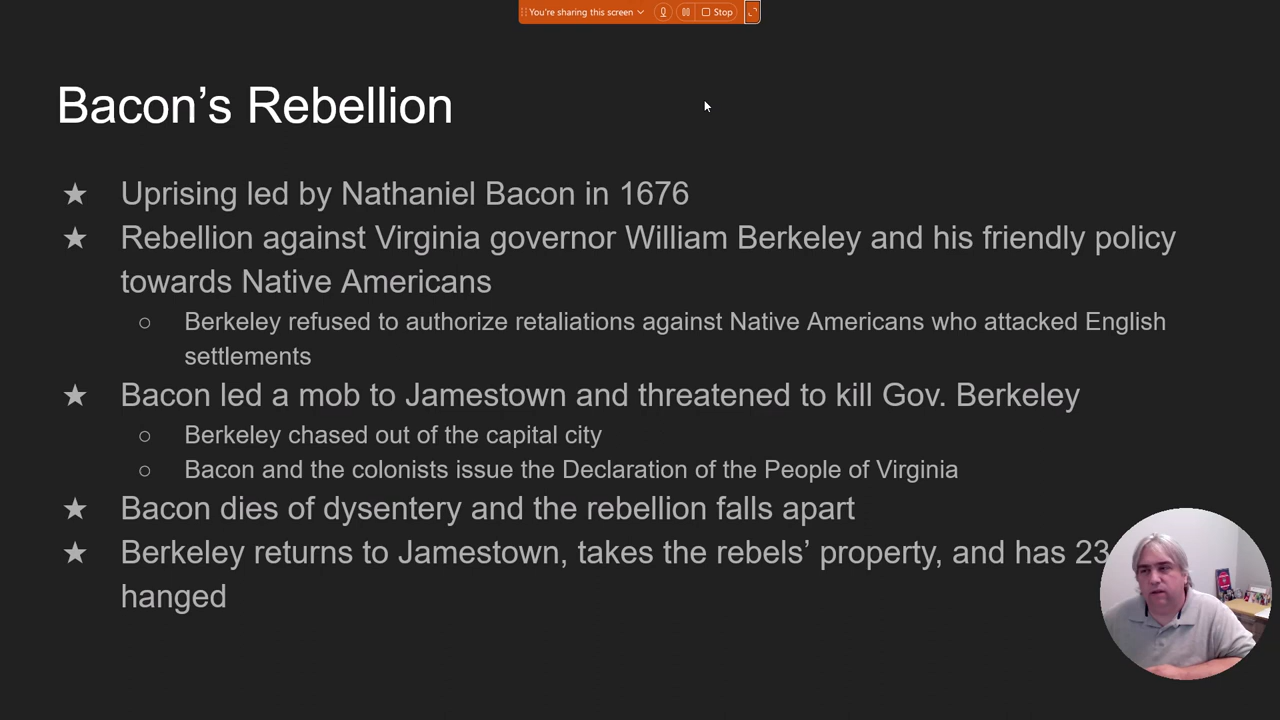 You're sharing this screen Stop
Bacon’s Rebellion
★ Uprising led by Nathaniel Bacon in 1676
★ Rebellion against Virginia governor William Berkeley and his friendly policy
towards Native Americans
○ Berkeley refused to authorize retaliations against Native Americans who attacked English
settlements
★ Bacon led a mob to Jamestown and threatened to kill Gov. Berkeley
○ Berkeley chased out of the capital city
○ Bacon and the colonists issue the Declaration of the People of Virginia
★ Bacon dies of dysentery and the rebellion falls apart
★ Berkeley returns to Jamestown, takes the rebels’ property, and has 23
hanged